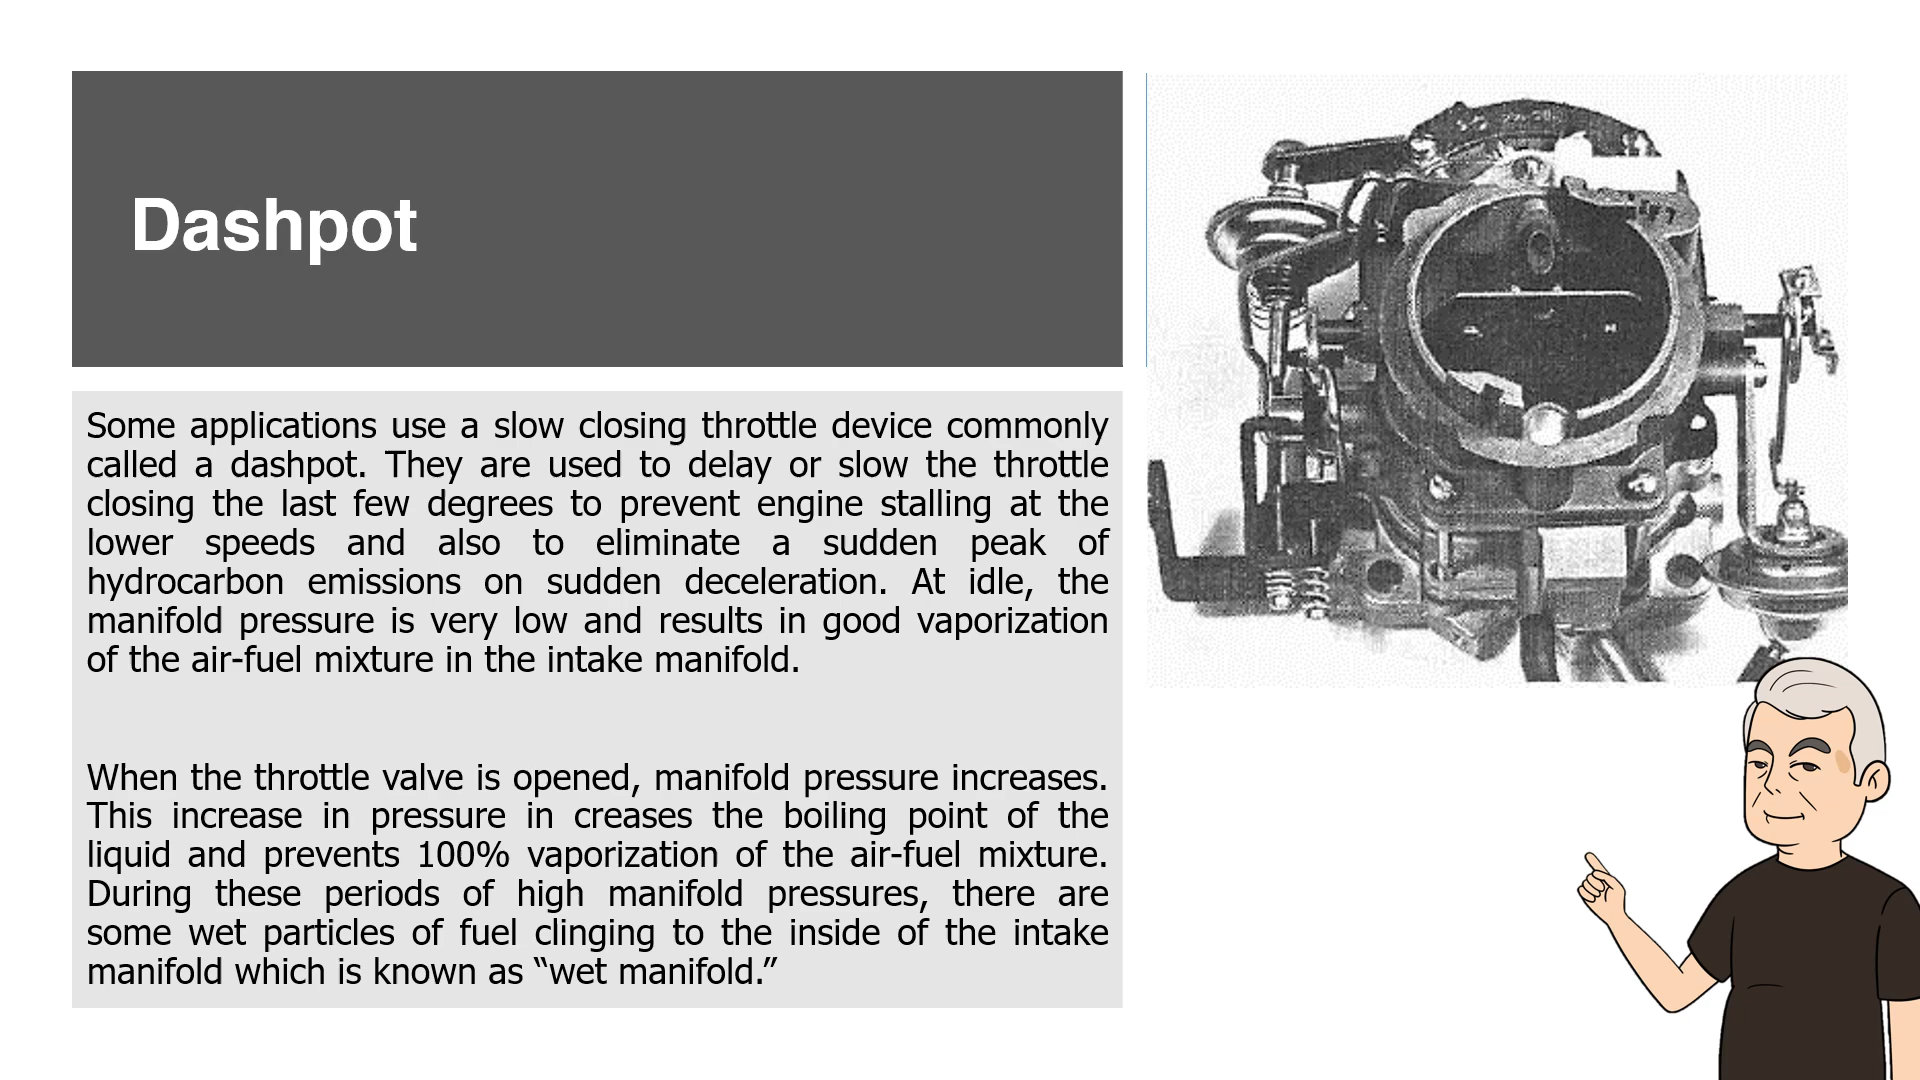 Dashpot
Some applications use a slow closing throttle device commonly
called a dashpot. They are used to delay or slow the throttle
closing the last few degrees to prevent engine stalling at the
lower speeds and also to eliminate a sudden peak of
hydrocarbon emissions on sudden deceleration. At idle, the
manifold pressure is very low and results in good vaporization
of the air-fuel mixture in the intake manifold.
When the throttle valve is opened, manifold pressure increases.
This increase in pressure in creases the boiling point of the
liquid and prevents 100% vaporization of the air-fuel mixture.
During these periods of high manifold pressures, there are
some wet particles of fuel clinging to the inside of the intake
manifold which is known as “wet manifold.”